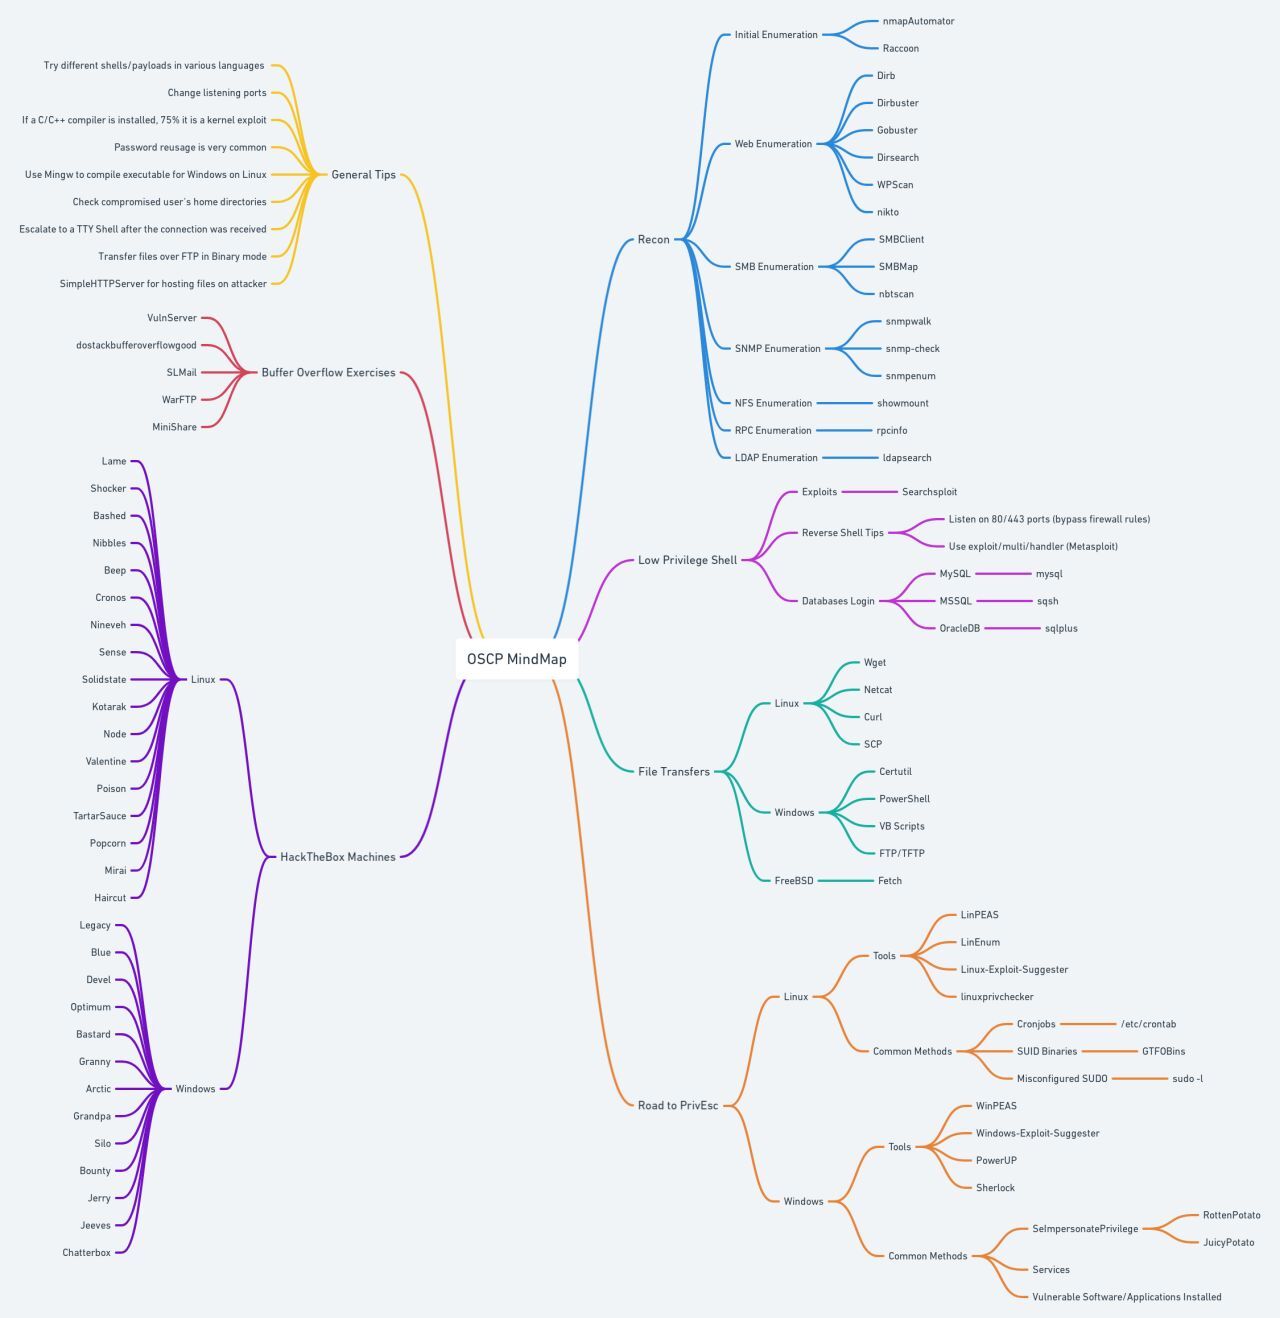 OSCP MindMap
General Tips
Try different shells/payloads in various languages
Change listening ports
If a C/C++ compiler is installed, 75% it is a kernel exploit
Password reusage is very common
Use Mingw to compile executable for Windows on Linux
Check compromised user's home directories
Escalate to a TTY Shell after the connection was received
Transfer files over FTP in Binary mode
SimpleHTTPServer for hosting files on attacker
Buffer Overflow Exercises
VulnServer
dostackbufferoverflowgood
SLMail
WarFTP
MiniShare
HackTheBox Machines
Linux
Lame
Shocker
Bashed
Nibbles
Beep
Cronos
Nineveh
Sense
Solidstate
Kotarak
Node
Valentine
Poison
TartarSauce
Popcorn
Mirai
Haircut
Windows
Legacy
Blue
Devel
Optimum
Bastard
Granny
Arctic
Grandpa
Silo
Bounty
Jerry
Jeeves
Chatterbox
Recon
Initial Enumeration
nmapAutomator
Raccoon
Web Enumeration
Dirb
Dirbuster
Gobuster
Dirsearch
WPScan
nikto
SMB Enumeration
SMBClient
SMBMap
nbtscan
SNMP Enumeration
snmpwalk
snmp-check
snmpenum
NFS Enumeration
showmount
RPC Enumeration
rpcinfo
LDAP Enumeration
ldapsearch
Low Privilege Shell
Exploits
Searchsploit
Reverse Shell Tips
Listen on 80/443 ports (bypass firewall rules)
Use exploit/multi/handler (Metasploit)
Databases Login
MySQL
mysql
MSSQL
sqsh
OracleDB
sqlplus
File Transfers
Linux
Wget
Netcat
Curl
SCP
Windows
Certutil
PowerShell
VB Scripts
FTP/TFTP
FreeBSD
Fetch
Road to PrivEsc
Linux
Tools
LinPEAS
LinEnum
Linux-Exploit-Suggester
linuxprivchecker
Common Methods
Cronjobs
/etc/crontab
SUID Binaries
GTFOBins
Misconfigured SUDO
sudo -l
Windows
Tools
WinPEAS
Windows-Exploit-Suggester
PowerUP
Sherlock
Common Methods
SeImpersonatePrivilege
RottenPotato
JuicyPotato
Services
Vulnerable Software/Applications Installed